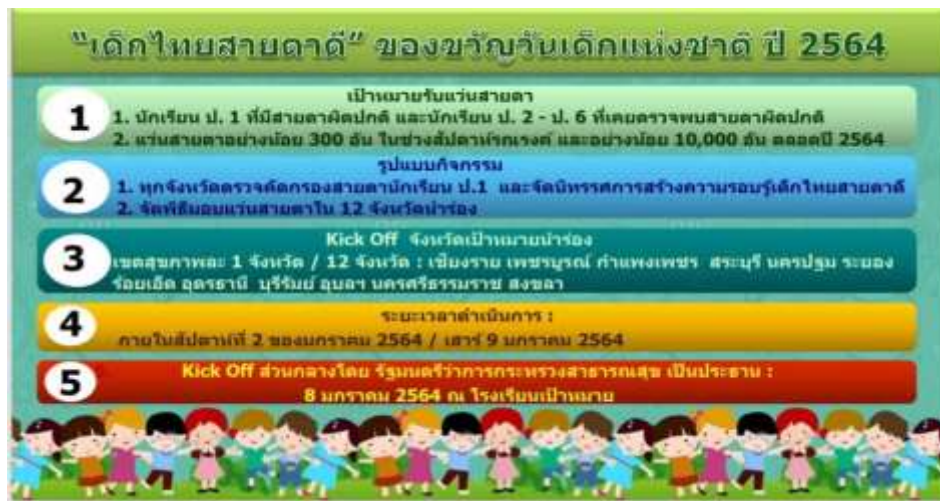 “เด็กไทยสายตาดี” ของขวัญวันเด็กแห่งชาติ ปี 2564
1
เป้าหมายรับแว่นสายตา
1. นักเรียน ป. 1 ที่มีสายตาผิดปกติ และนักเรียน ป. 2 - ป. 6 ที่เคยตรวจพบสายตาผิดปกติ
2. แว่นสายตาอย่างน้อย 300 อัน ในช่วงสัปดาห์รณรงค์ และอย่างน้อย 10,000 อัน ตลอดปี 2564
2
รูปแบบกิจกรรม
1. ทุกจังหวัดตรวจคัดกรองสายตานักเรียน ป.1 และจัดนิทรรศการสร้างความรอบรู้เด็กไทยสายตาดี
2. จัดพิธีมอบแว่นสายตาใน 12 จังหวัดนำร่อง
3
Kick Off จังหวัดเป้าหมายนำร่อง
เขตสุขภาพละ 1 จังหวัด / 12 จังหวัด : เชียงราย เพชรบูรณ์ กำแพงเพชร สระบุรี นครปฐม ระยอง
ร้อยเอ็ด อุดรธานี บุรีรัมย์ อุบลฯ นครศรีธรรมราช สงขลา
4
ระยะเวลาดำเนินการ :
ภายในสัปดาห์ที่ 2 ของมกราคม 2564 / เสาร์ 9 มกราคม 2564
5
Kick Off ส่วนกลางโดย รัฐมนตรีว่าการกระทรวงสาธารณสุข เป็นประธาน :
8 มกราคม 2564 ณ โรงเรียนเป้าหมาย